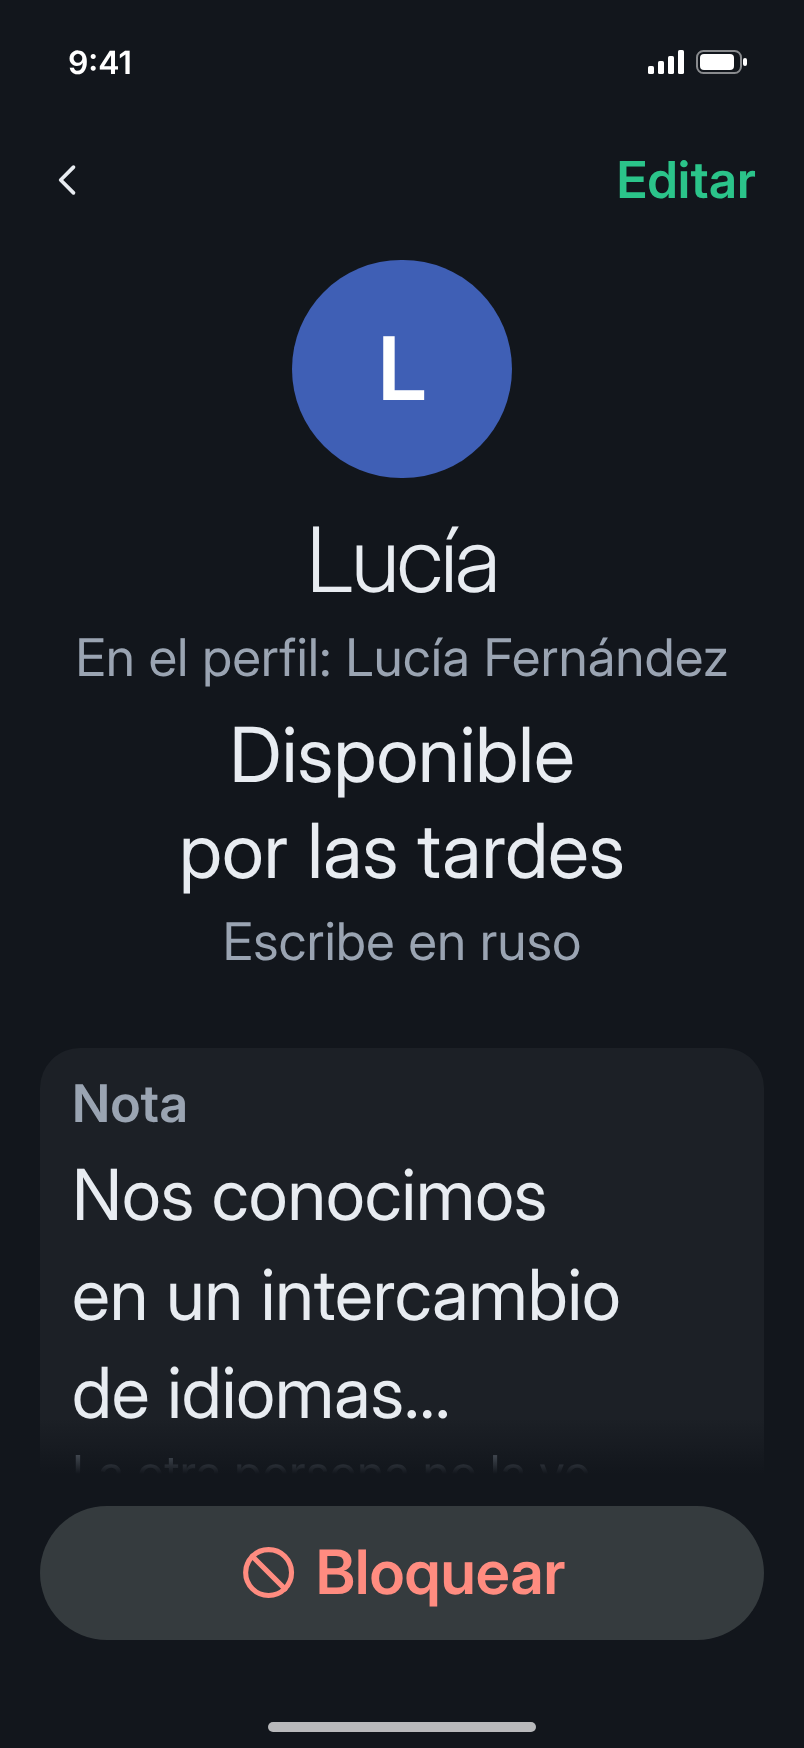 9:41
Editar
L
Lucía
En el perfil: Lucía Fernández
Disponible
por las tardes
Escribe en ruso
Nota
Nos conocimos
en un intercambio
de idiomas...
Bloquear